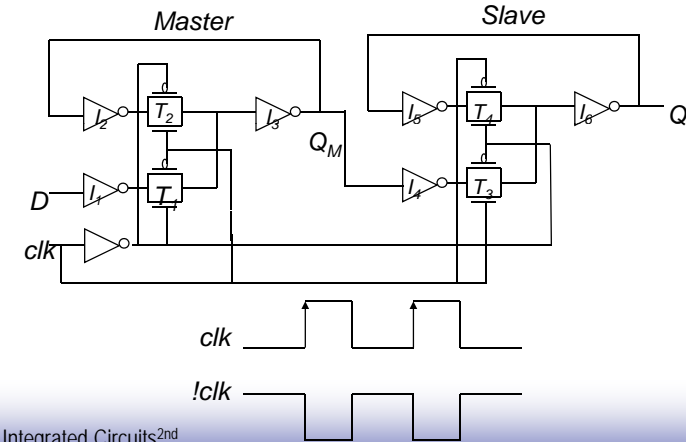 Master
Slave
I2 T2 I3 I5 T4 I6 Q
QM
D I1 T1 I4 T3
clk
clk
!clk
Integrated Circuits2nd